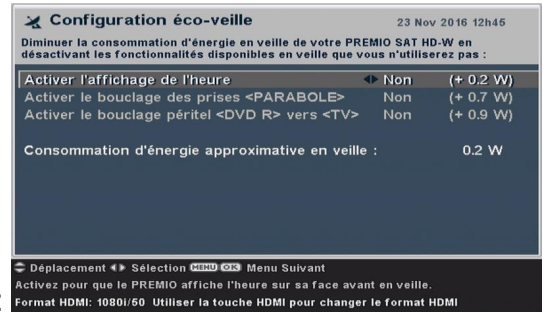 Configuration éco-veille 23 Nov 2016 12h45
Diminuer la consommation d'énergie en veille de votre PREMIO SAT HD-W en
désactivant les fonctionnalités disponibles en veille que vous n'utiliserez pas :
Activer l'affichage de l'heure Non (+ 0.2 W)
Activer le bouclage des prises <PARABOLE> Non (+ 0.7 W)
Activer le bouclage péritel <DVD R> vers <TV> Non (+ 0.9 W)
Consommation d'énergie approximative en veille : 0.2 W
Déplacement Sélection MENU OK Menu Suivant
Activez pour que le PREMIO affiche l'heure sur sa face avant en veille.
Format HDMI: 1080i/50 Utiliser la touche HDMI pour changer le format HDMI